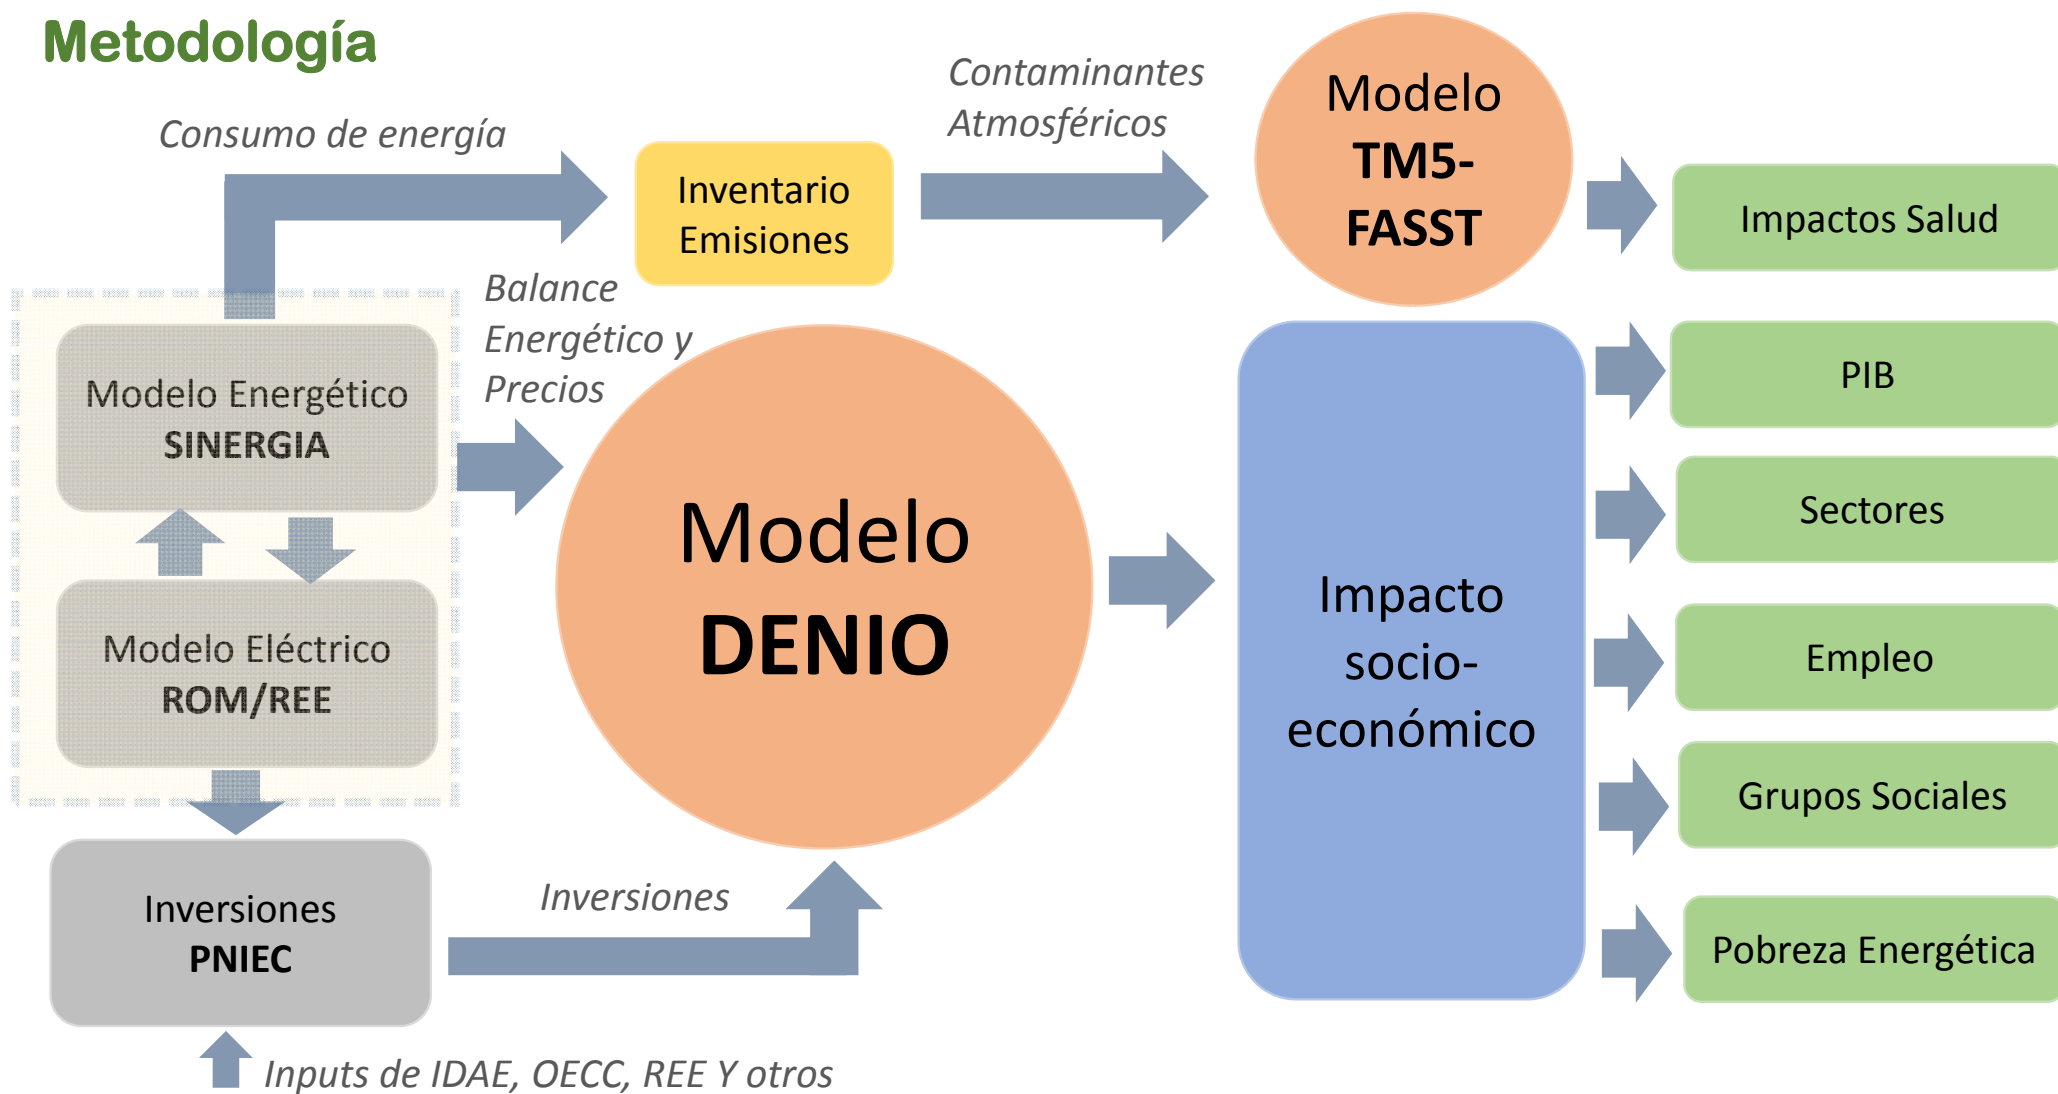 Metodología
Consumo de energía
Contaminantes
Atmosféricos
Modelo
TM5-
FASST
Inventario
Emisiones
Impactos Salud
Balance
Energético y
Precios
Modelo Energético
SINERGIA
Modelo Eléctrico
ROM/REE
Modelo
DENIO
Impacto
socio-
económico
PIB
Sectores
Empleo
Grupos Sociales
Pobreza Energética
Inversiones
PNIEC
Inversiones
Inputs de IDAE, OECC, REE Y otros